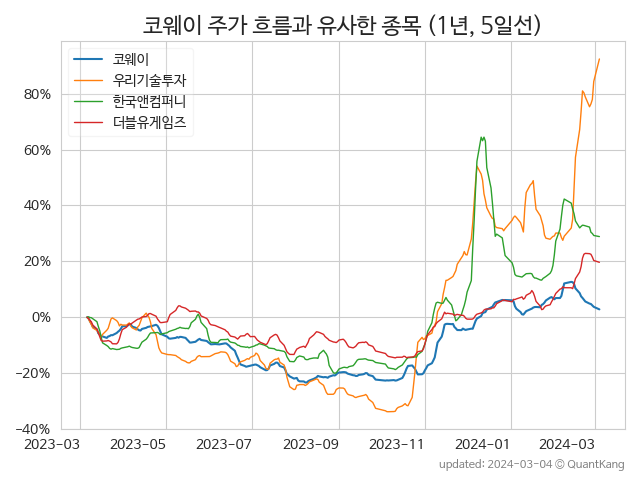 코웨이 주가 흐름과 유사한 종목 (1년, 5일선)
코웨이
우리기술투자
한국앤컴퍼니
더블유게임즈
80%
60%
40%
20%
0%
−20%
−40%
2023-03 2023-05 2023-07 2023-09 2023-11 2024-01 2024-03
updated: 2024-03-04 © QuantKang